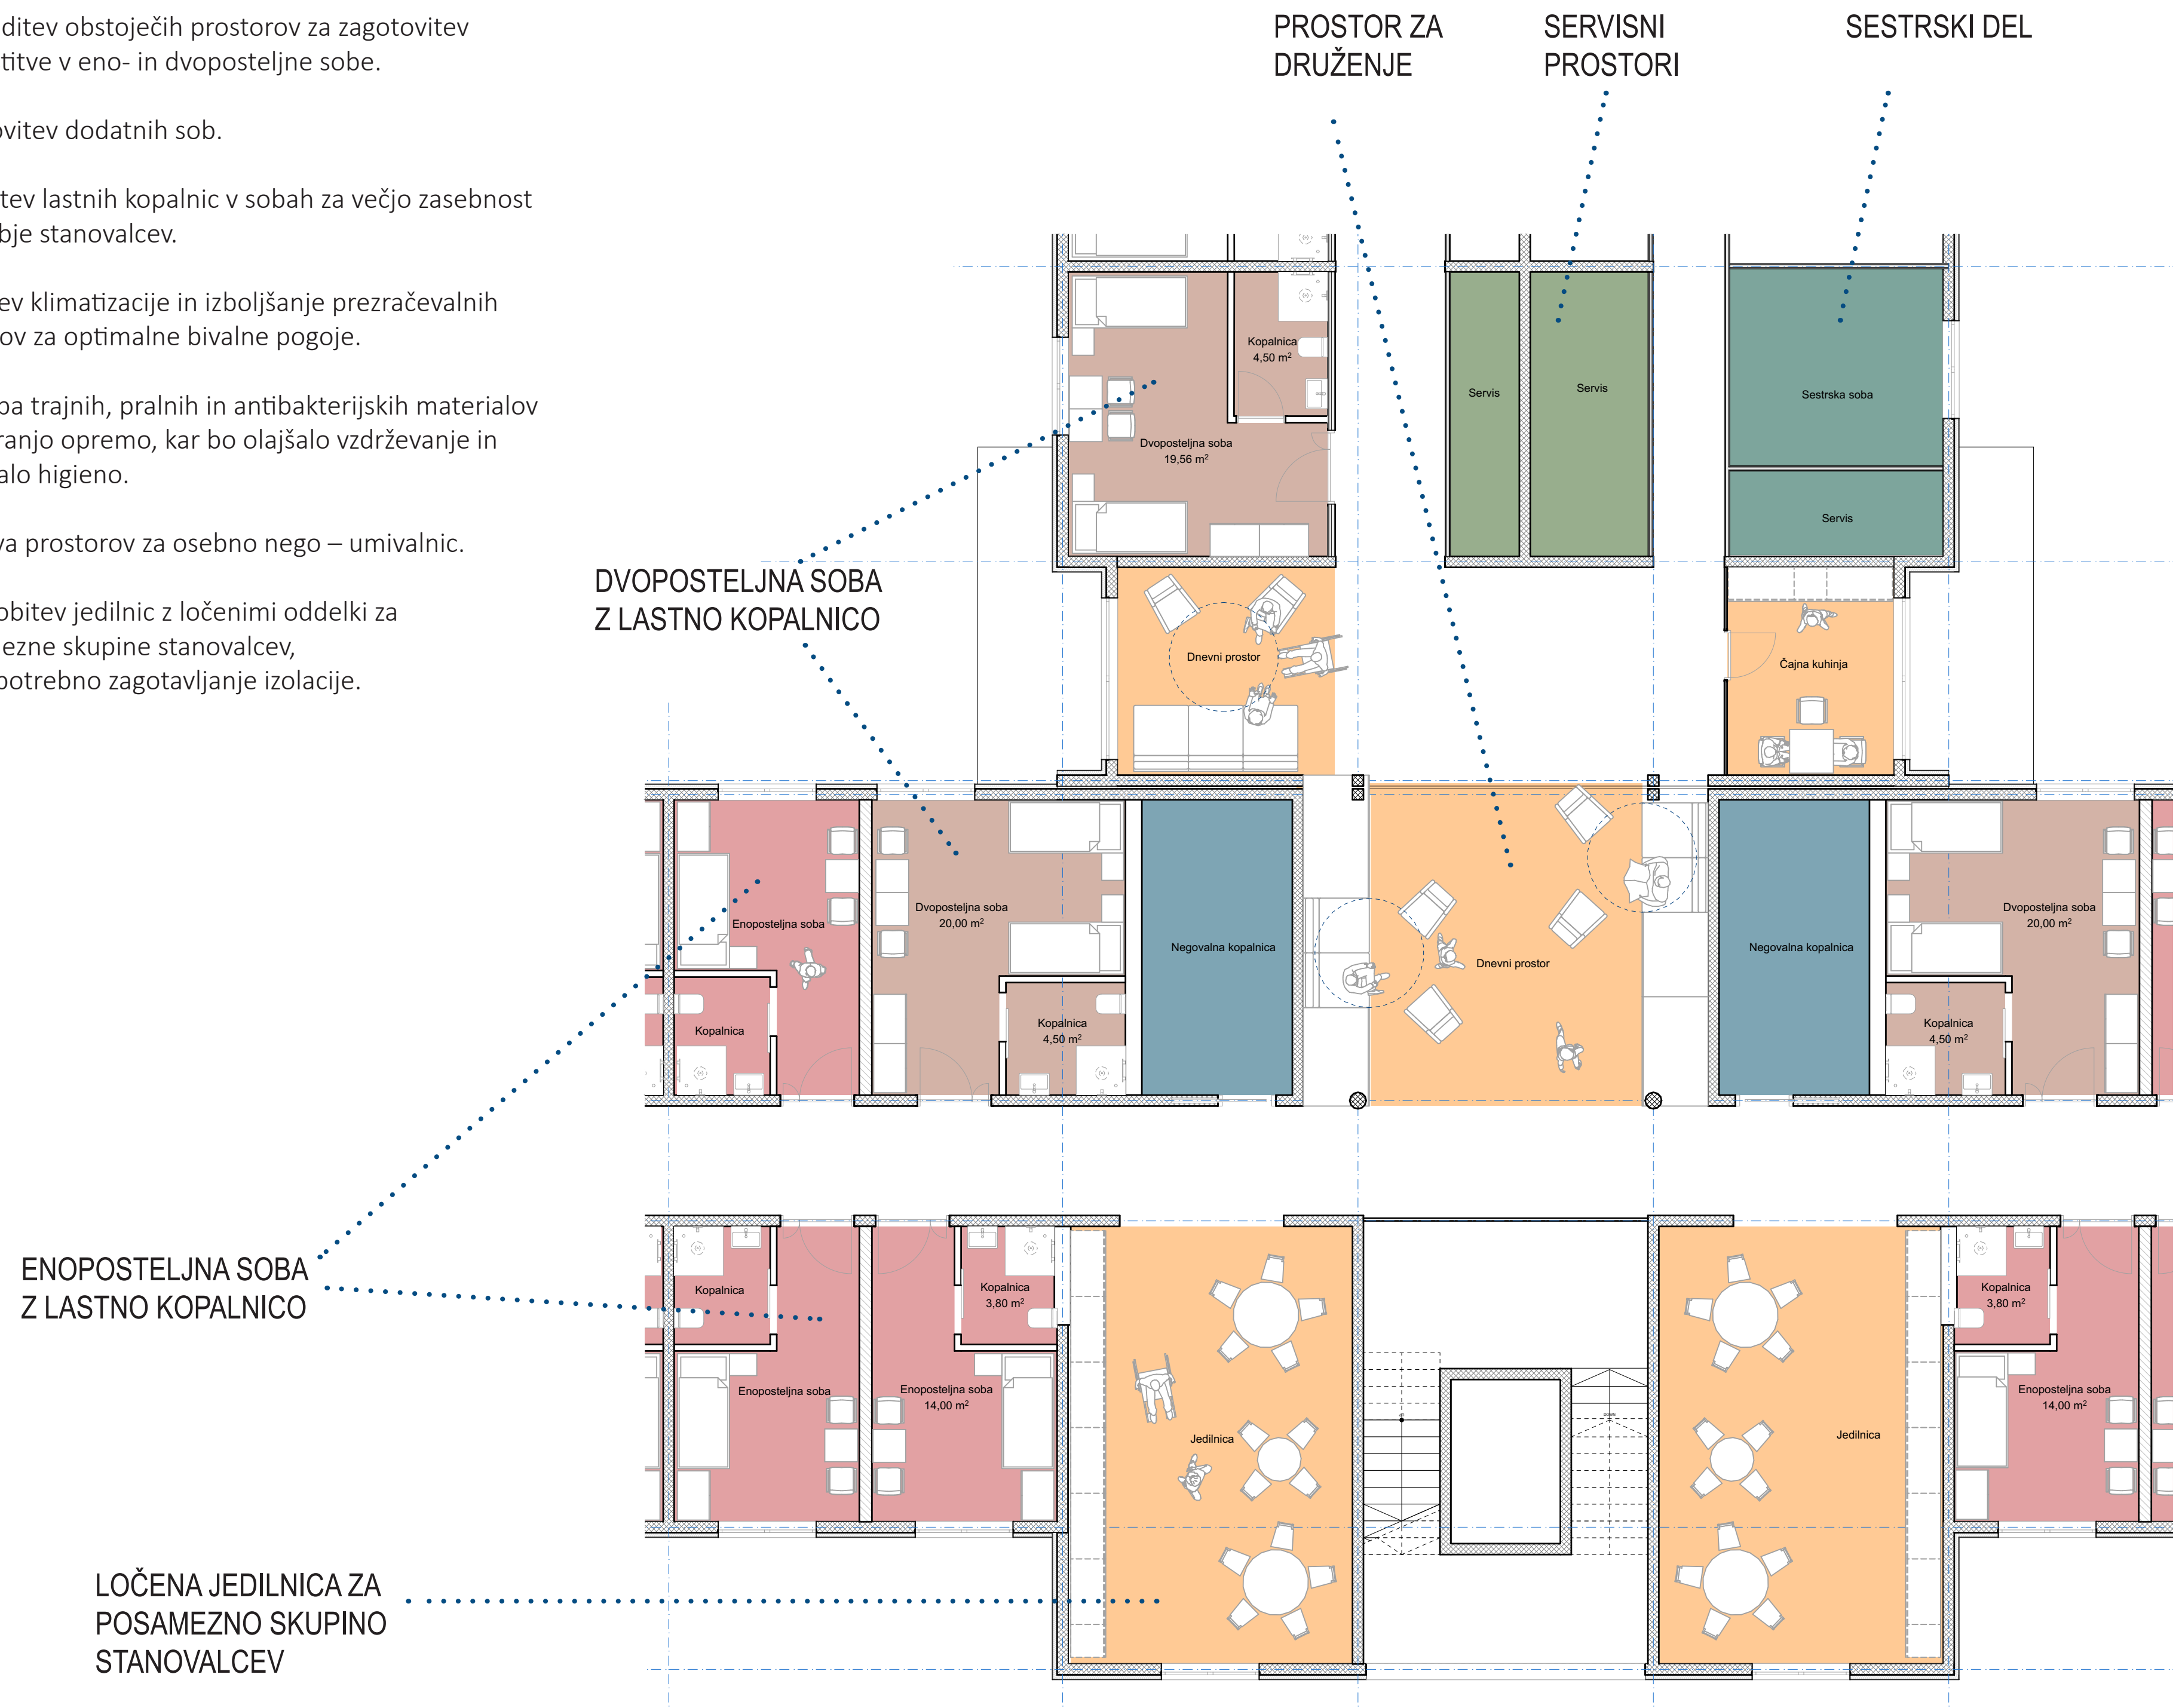 ditev obstoječih prostorov za zagotovitev
titve v eno- in dvoposteljne sobe.
ovitev dodatnih sob.
tev lastnih kopalnic v sobah za večjo zasebnost
bje stanovalcev.
ev klimatizacije in izboljšanje prezračevalnih
ov za optimalne bivalne pogoje.
ba trajnih, pralnih in antibakterijskih materialov
ranjo opremo, kar bo olajšalo vzdrževanje in
alo higieno.
va prostorov za osebno nego – umivalnic.
obitev jedilnic z ločenimi oddelki za
ezne skupine stanovalcev,
potrebno zagotavljanje izolacije.
PROSTOR ZA
DRUŽENJE
SERVISNI
PROSTORI
SESTRSKI DEL
Kopalnica
4,50 m²
Dvoposteljna soba
19,56 m²
Servis
Servis
Sestrska soba
Servis
DVOPOSTELJNA SOBA
Z LASTNO KOPALNICO
Dnevni prostor
Čajna kuhinja
Enoposteljna soba
Kopalnica
Dvoposteljna soba
20,00 m²
Kopalnica
4,50 m²
Negovalna kopalnica
Dnevni prostor
Negovalna kopalnica
Dvoposteljna soba
20,00 m²
Kopalnica
4,50 m²
ENOPOSTELJNA SOBA
Z LASTNO KOPALNICO
Kopalnica
Enoposteljna soba
Kopalnica
3,80 m²
Enoposteljna soba
14,00 m²
Jedilnica
DOWN
Jedilnica
Kopalnica
3,80 m²
Enoposteljna soba
14,00 m²
LOČENA JEDILNICA ZA
POSAMEZNO SKUPINO
STANOVALCEV